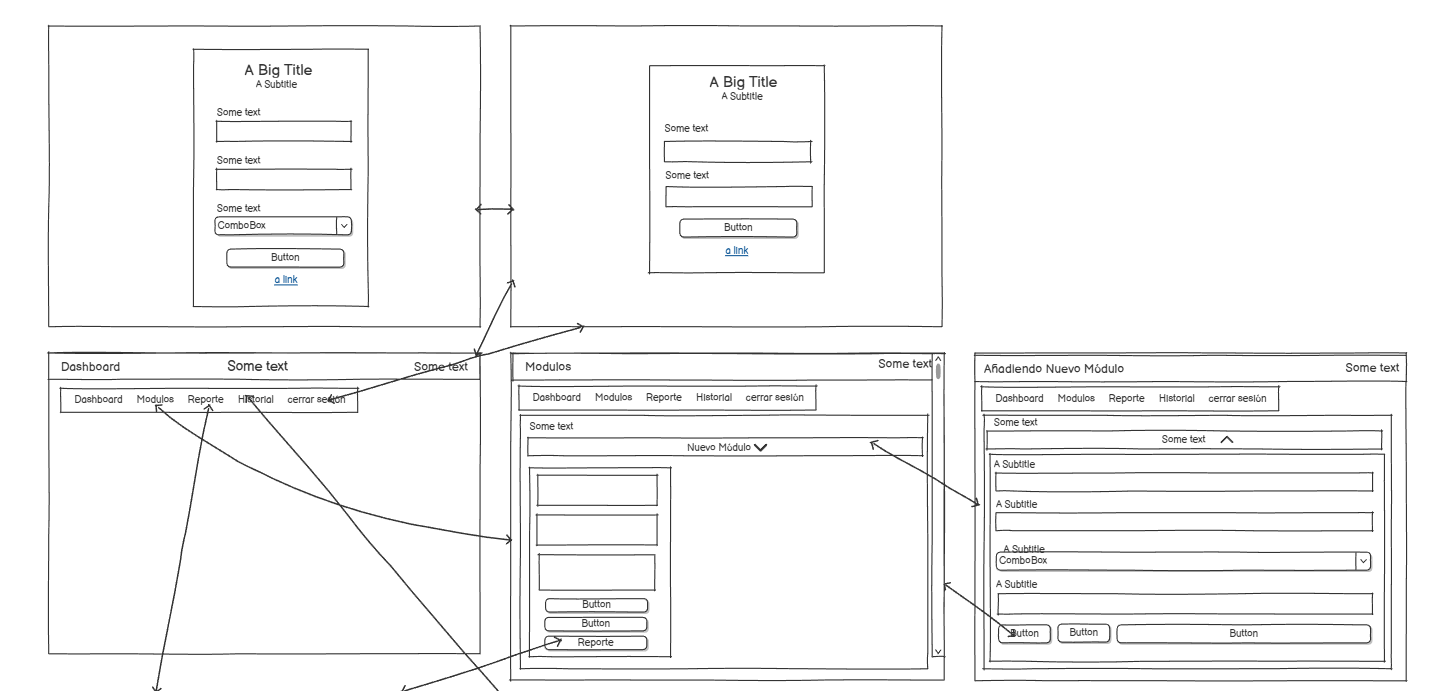 A Big Title
A Subtitle
Some text
Some text
Some text
ComboBox
Button
a link
A Big Title
A Subtitle
Some text
Some text
Button
a link
Dashboard Some text Some text
Dashboard Modulos Reporte Historial cerrar sesión
Modulos Some text
Dashboard Modulos Reporte Historial cerrar sesión
Some text
Nuevo Módulo
Button
Button
Reporte
Añadiendo Nuevo Módulo Some text
Dashboard Modulos Reporte Historial cerrar sesión
Some text
Some text
A Subtitle
A Subtitle
A Subtitle
ComboBox
A Subtitle
Button Button Button